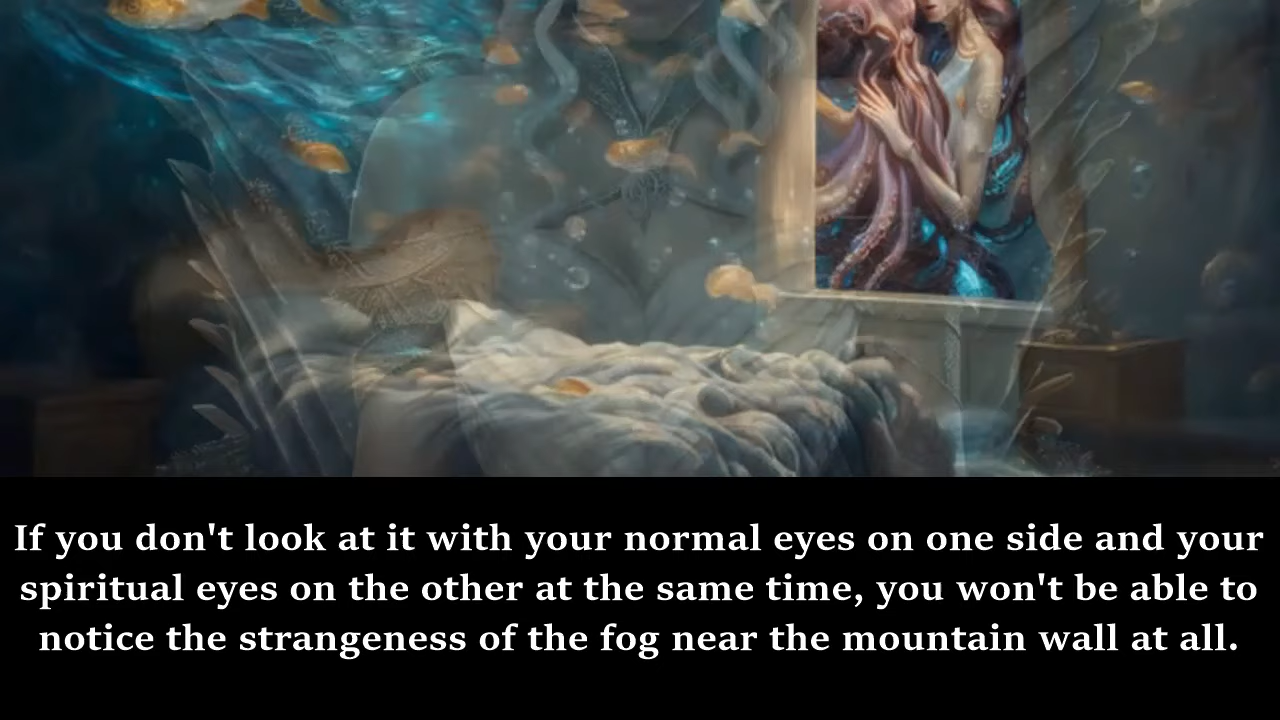 If you don't look at it with your normal eyes on one side and your
spiritual eyes on the other at the same time, you won't be able to
notice the strangeness of the fog near the mountain wall at all.